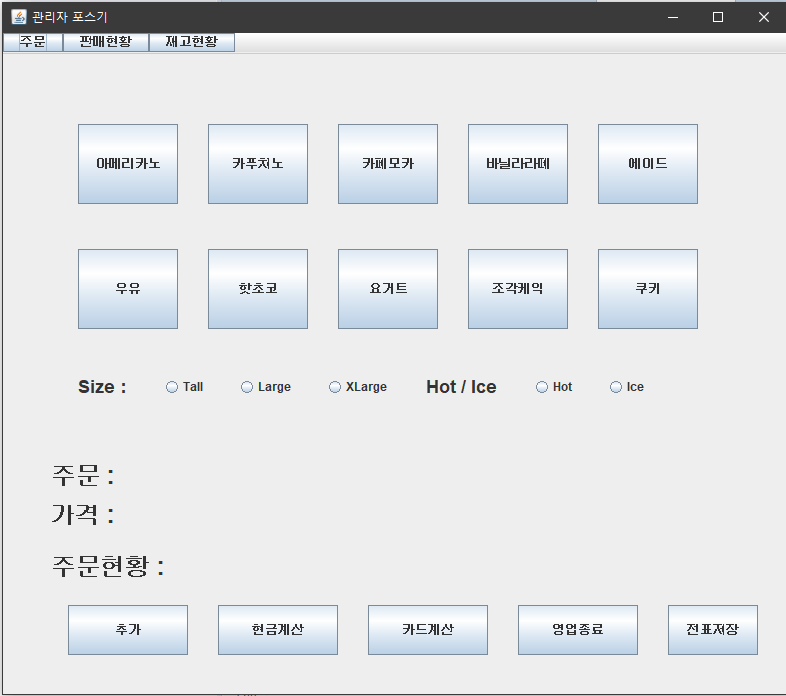 관리자 포스기
주문 판매현황 재고현황
아메리카노 카푸처노 카페모카 바닐라라떼 에이드
우유 핫초코 요거트 조각케익 쿠키
Size : Tall Large XLarge Hot / Ice Hot Ice
주문 :
가격 :
주문현황 :
추가 현금계산 카드계산 영업종료 전표저장